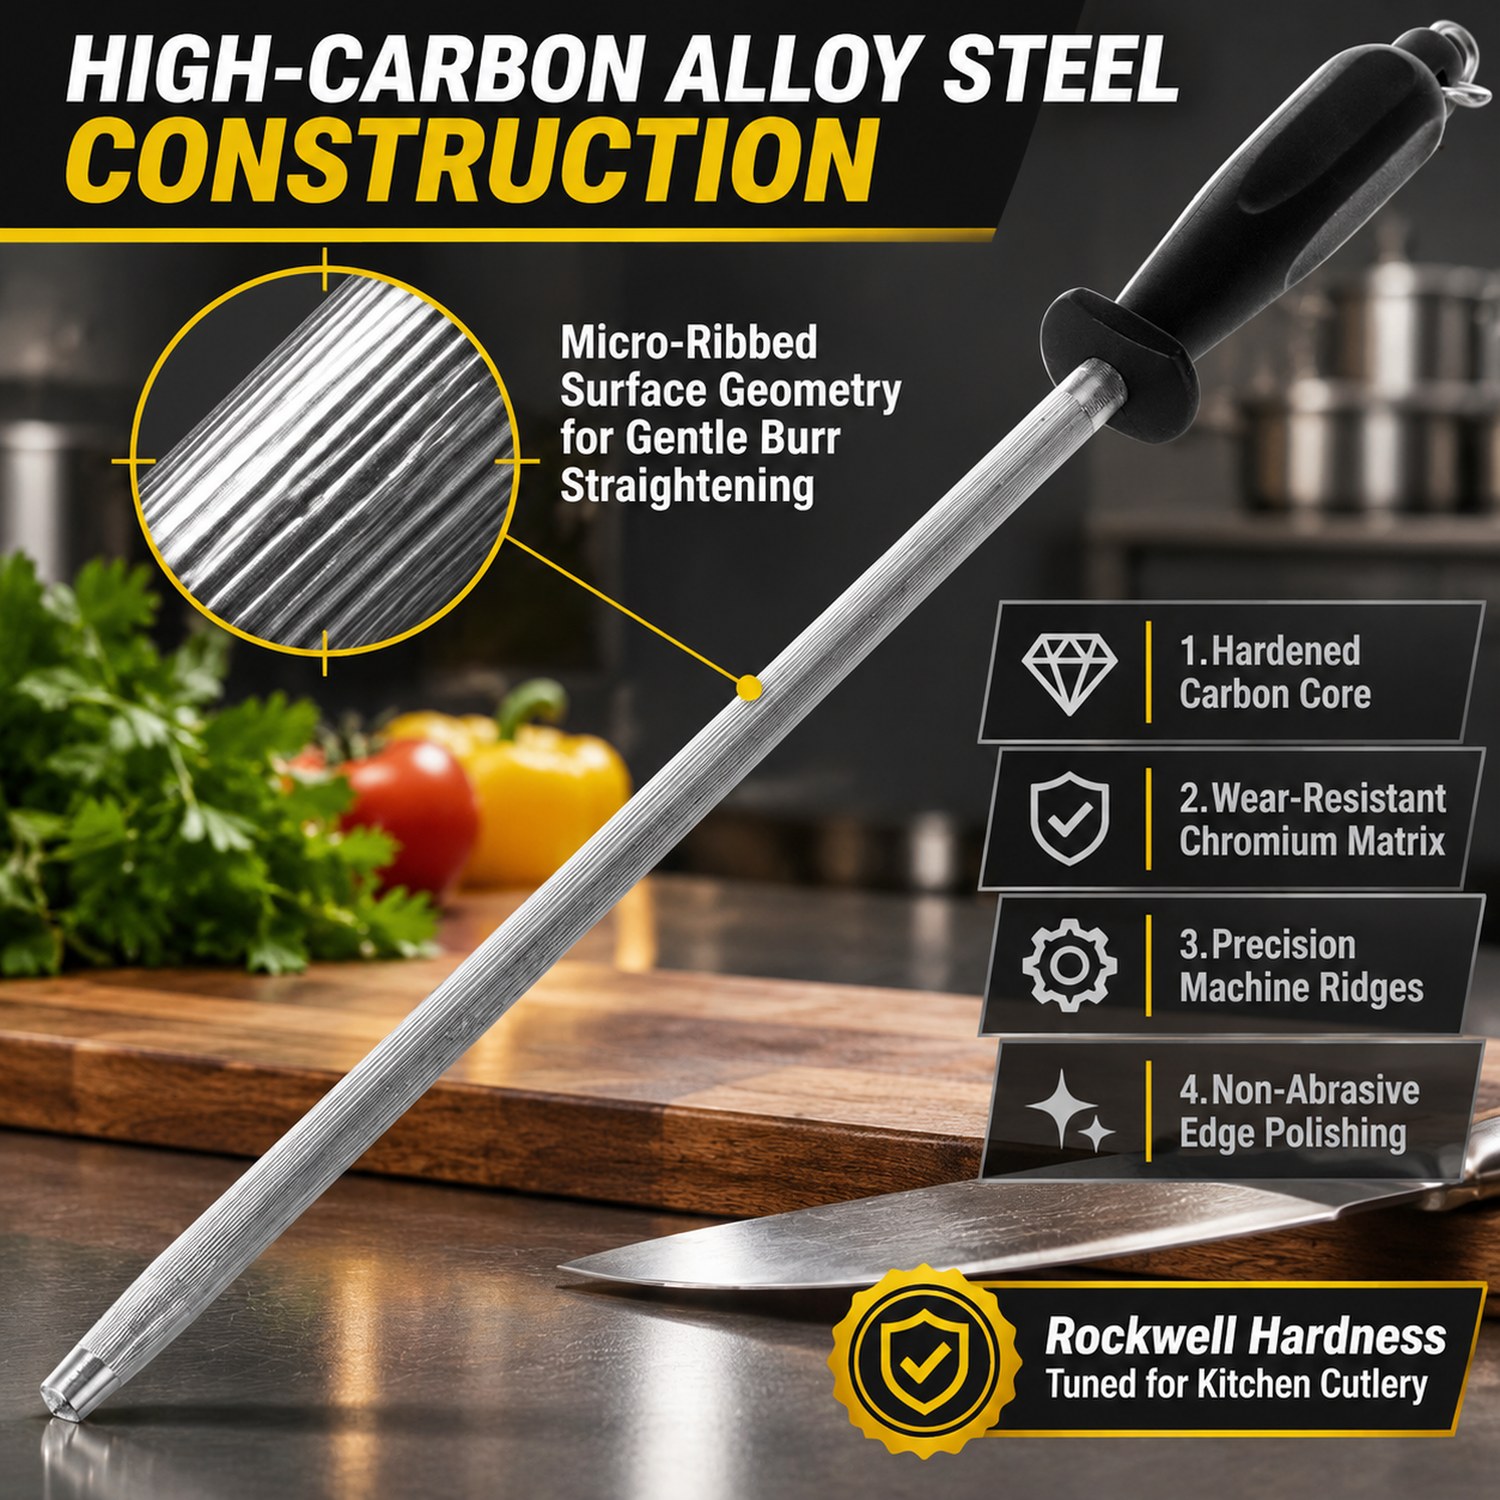 HIGH-CARBON ALLOY STEEL
CONSTRUCTION
Micro-Ribbed
Surface Geometry
for Gentle Burr
Straightening
1.Hardened
Carbon Core
2.Wear-Resistant
Chromium Matrix
3.Precision
Machine Ridges
4.Non-Abrasive
Edge Polishing
Rockwell Hardness
Tuned for Kitchen Cutlery